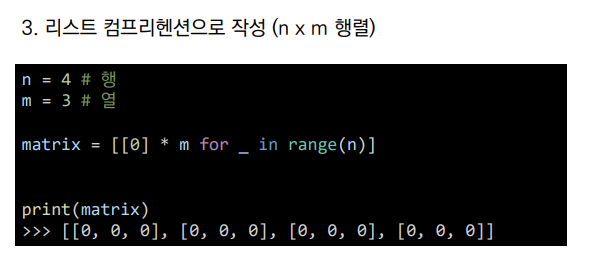 3. 리스트 컴프리헨션으로 작성 (n x m 행렬)
n = 4 # 행
m = 3 # 열
matrix = [[0] * m for _ in range(n)]
print(matrix)
>>> [[0, 0, 0], [0, 0, 0], [0, 0, 0], [0, 0, 0]]